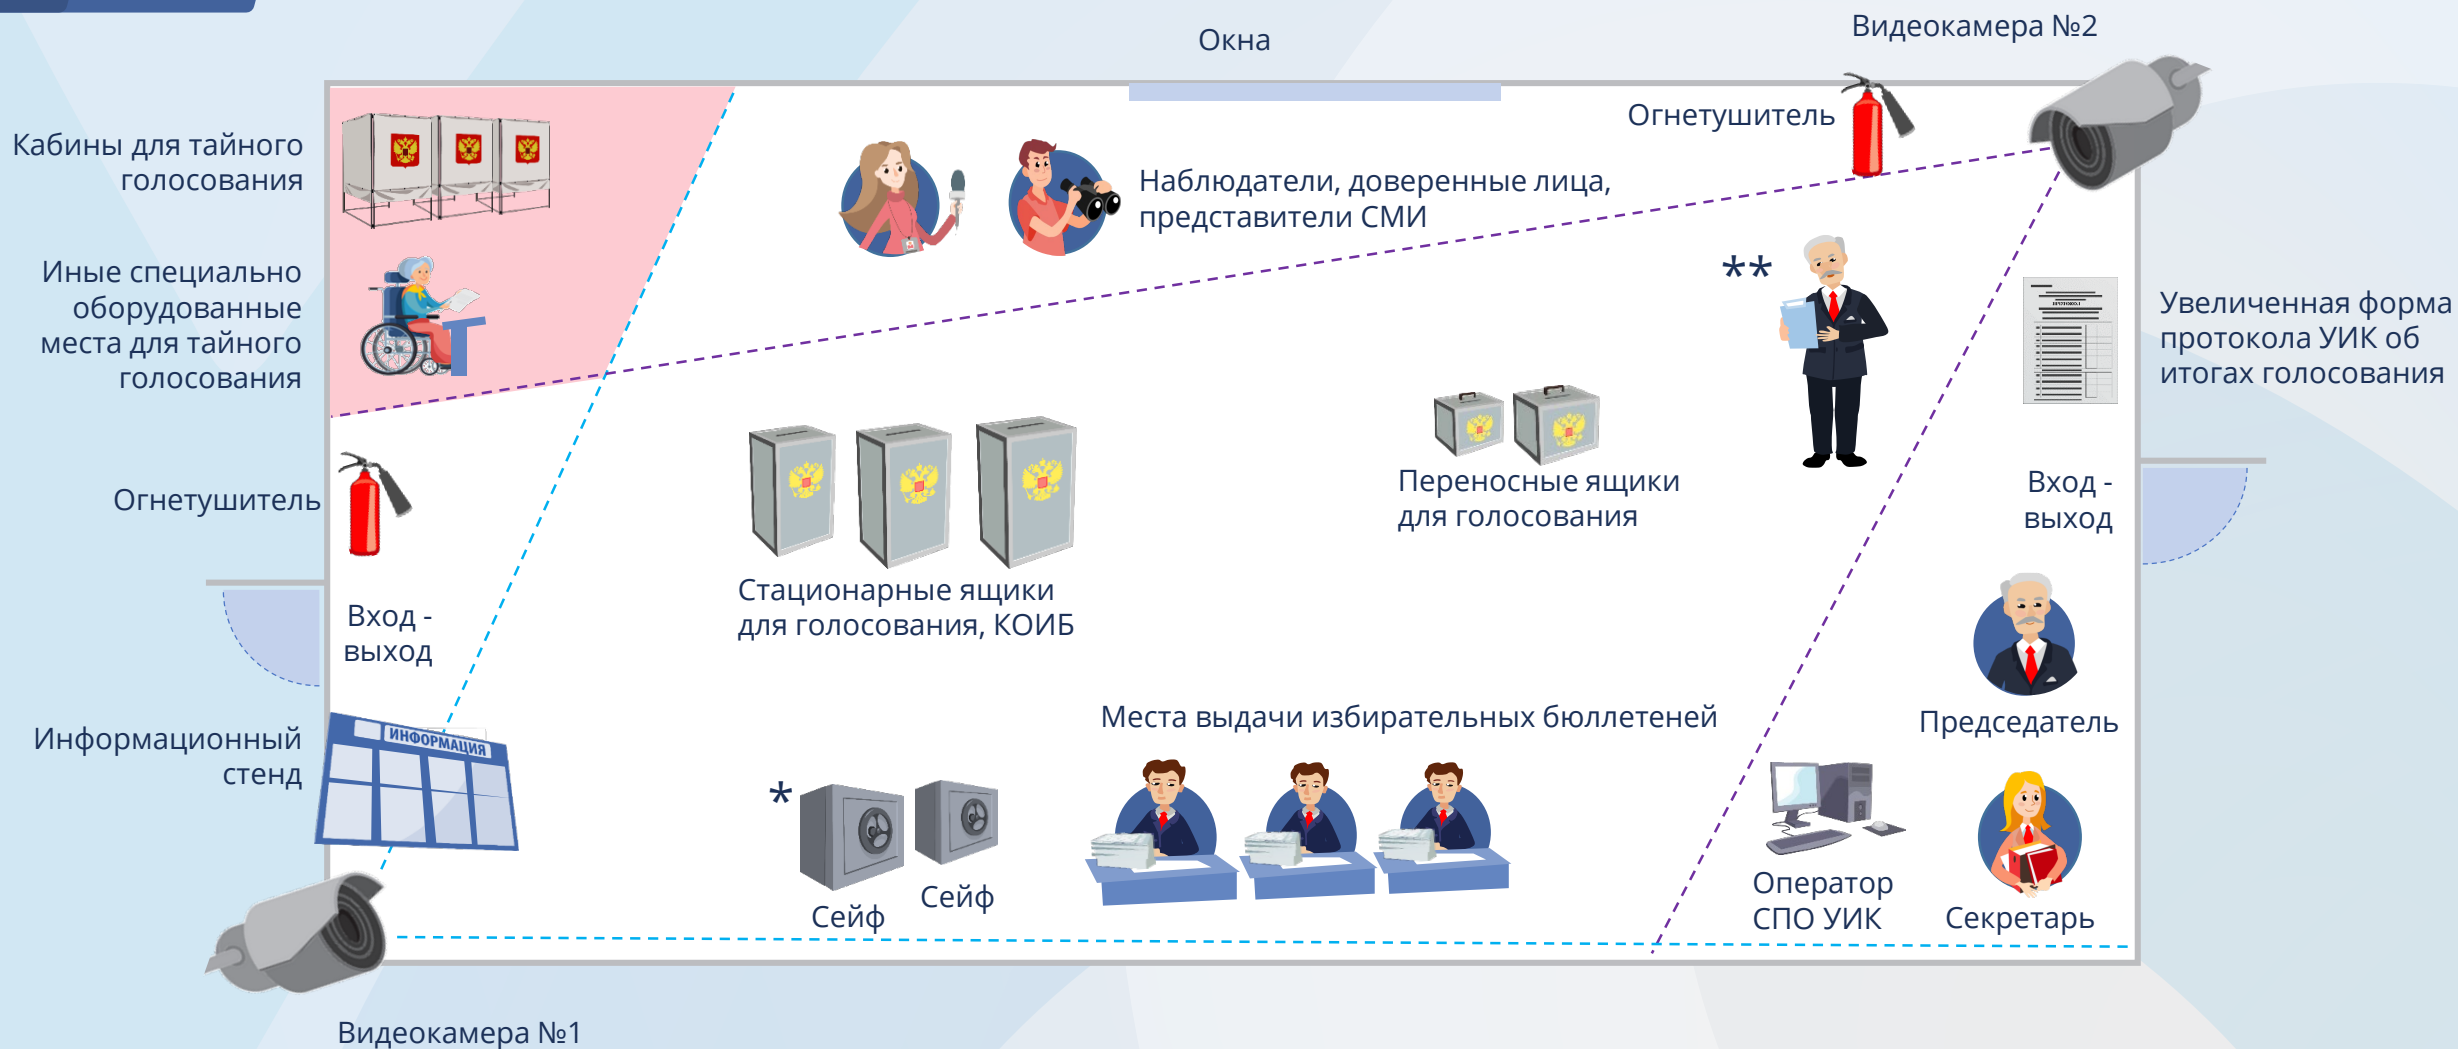 Окна
Видеокамера №2
Огнетушитель
Кабины для тайного
голосования
Наблюдатели, доверенные лица,
представители СМИ
**
Иные специально
оборудованные
места для тайного
голосования
Увеличенная форма
протокола УИК об
итогах голосования
Огнетушитель
Переносные ящики
для голосования
Вход -
выход
Стационарные ящики
для голосования, КОИБ
Вход -
выход
Председатель
Места выдачи избирательных бюллетеней
Информационный
стенд
ИНФОРМАЦИЯ
*
Сейф
Сейф
Оператор
СПО УИК
Секретарь
Видеокамера №1